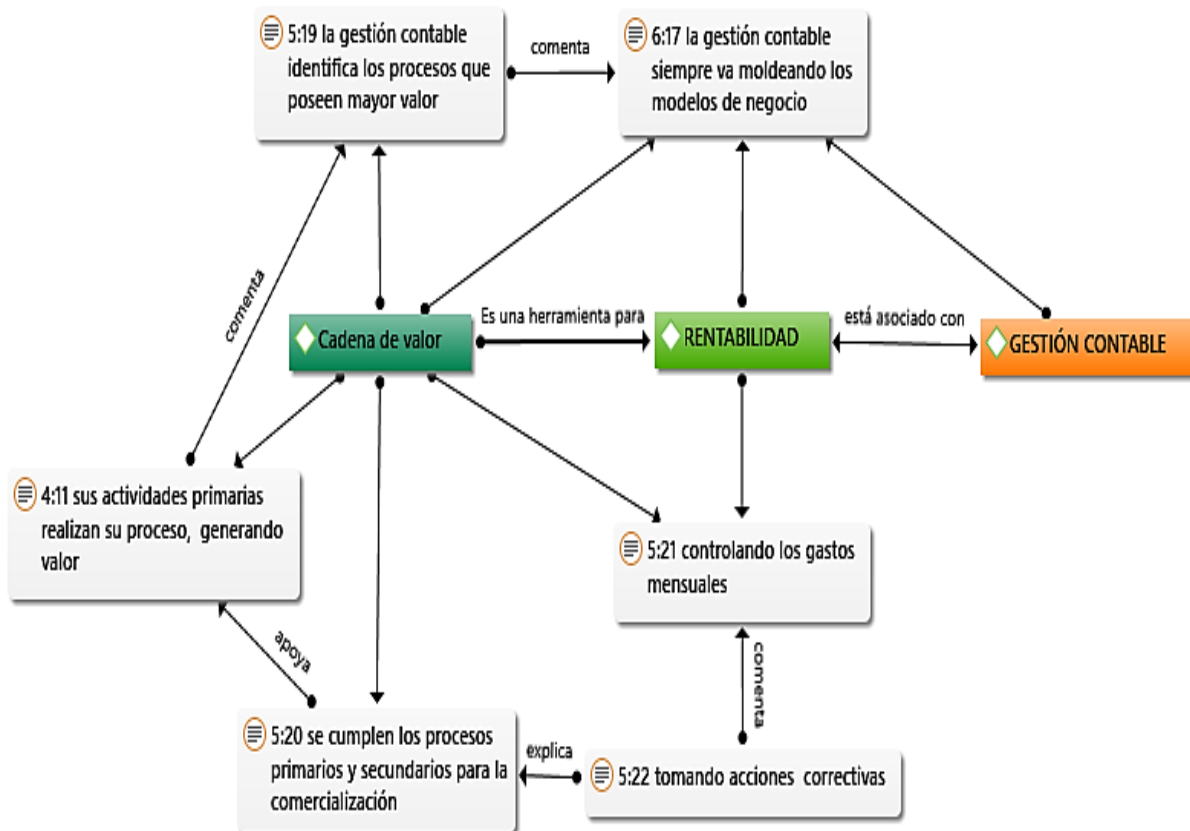 5:19 la gestión contable
identifica los procesos que
poseen mayor valor
comenta
6:17 la gestión contable
siempre va moldeando los
modelos de negocio
comenta
Cadena de valor
Es una herramienta para
RENTABILIDAD
está asociado con
GESTIÓN CONTABLE
4:11 sus actividades primarias
realizan su proceso, generando
valor
5:21 controlando los gastos
mensuales
apoya
comenta
5:20 se cumplen los procesos
primarios y secundarios para la
comercialización
explica
5:22 tomando acciones correctivas